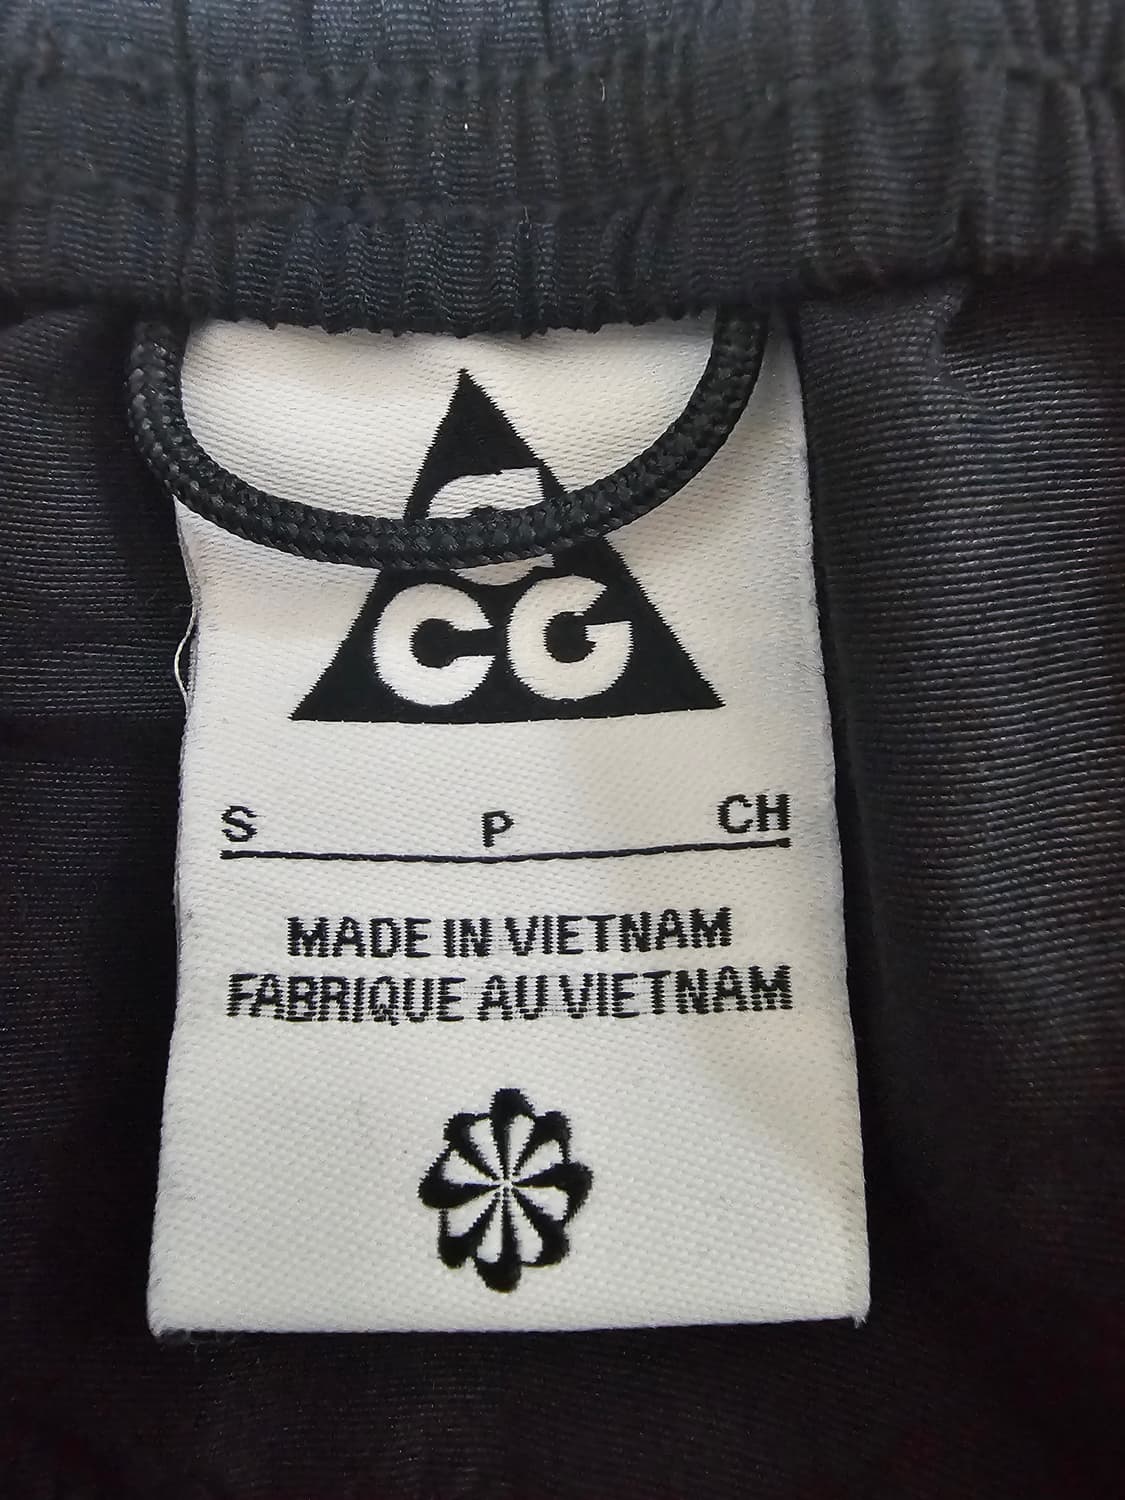 CG
S P CH
MADE IN VIETNAM
FABRIQUE AU VIETNAM